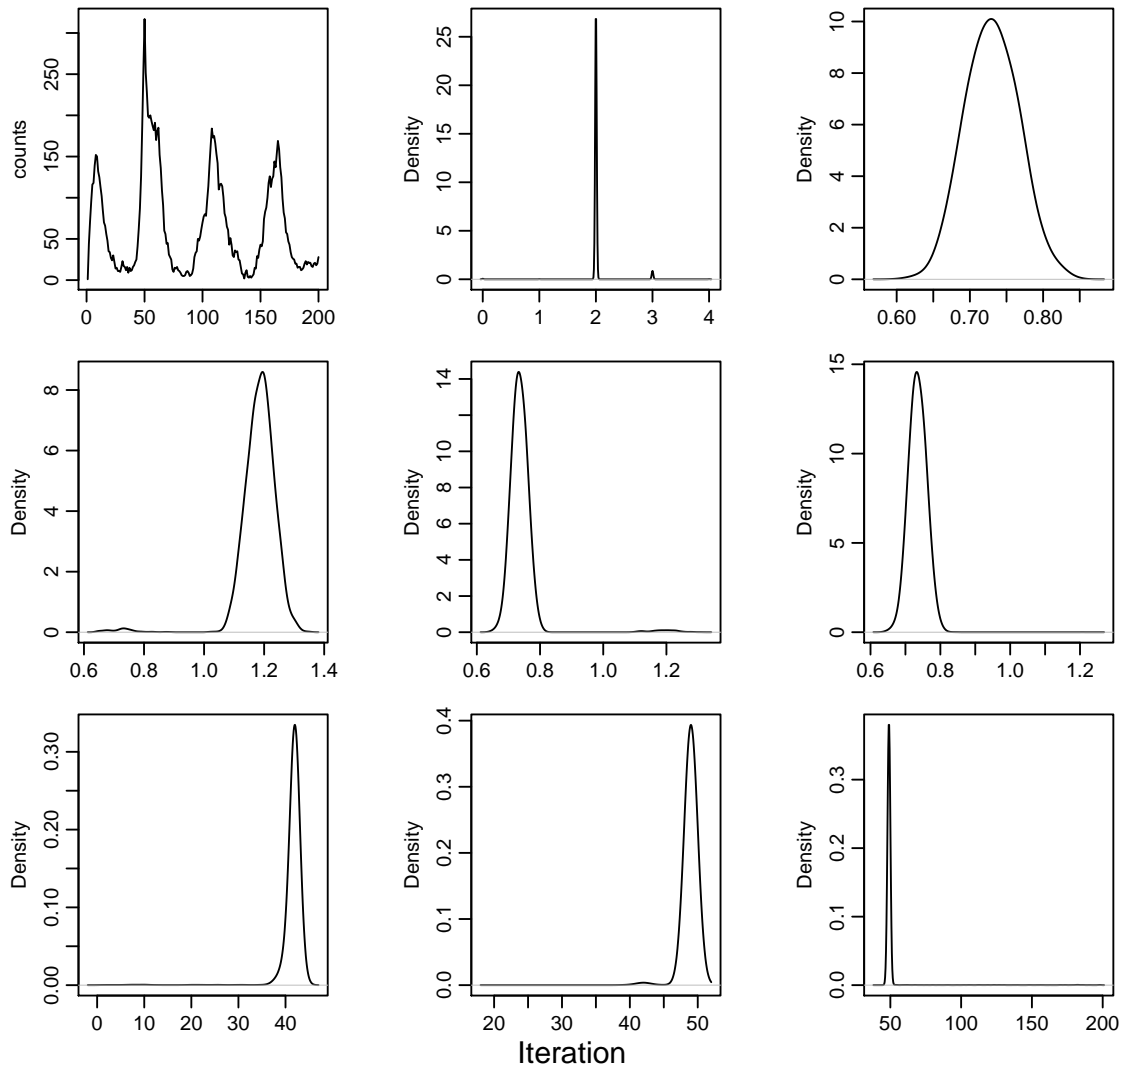 counts
0 50 150 250
0 50 100 150 200
Density
0 5 10 15 20 25
0 1 2 3 4
Density
0 2 4 6 8 10
0.60 0.70 0.80
Density
0 2 4 6 8
0.6 0.8 1.0 1.2 1.4
Density
0 2 4 6 8 10 14
0.6 0.8 1.0 1.2
Density
0 5 10 15
0.6 0.8 1.0 1.2
Density
0.00 0.10 0.20 0.30
0 10 20 30 40
Density
0.0 0.1 0.2 0.3 0.4
20 30 40 50
Density
0.0 0.1 0.2 0.3
50 100 150 200
Iteration